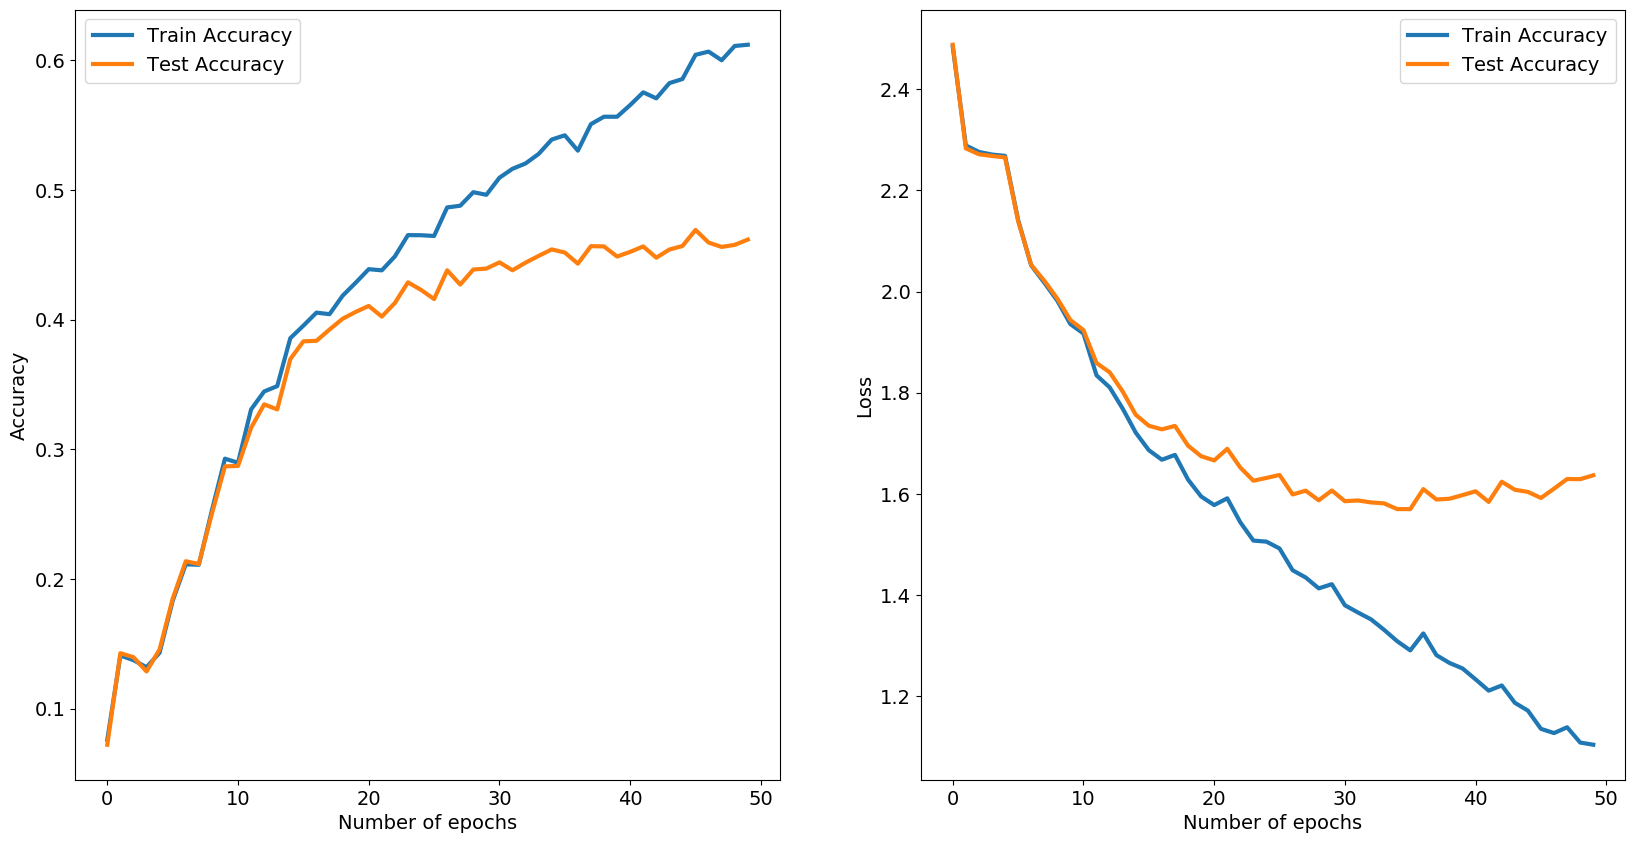 Train Accuracy
Test Accuracy
0.6
0.5
0.4
0.3
0.2
0.1
Accuracy
0 10 20 30 40 50
Number of epochs
Train Accuracy
Test Accuracy
2.4
2.2
2.0
1.8
1.6
1.4
1.2
Loss
0 10 20 30 40 50
Number of epochs